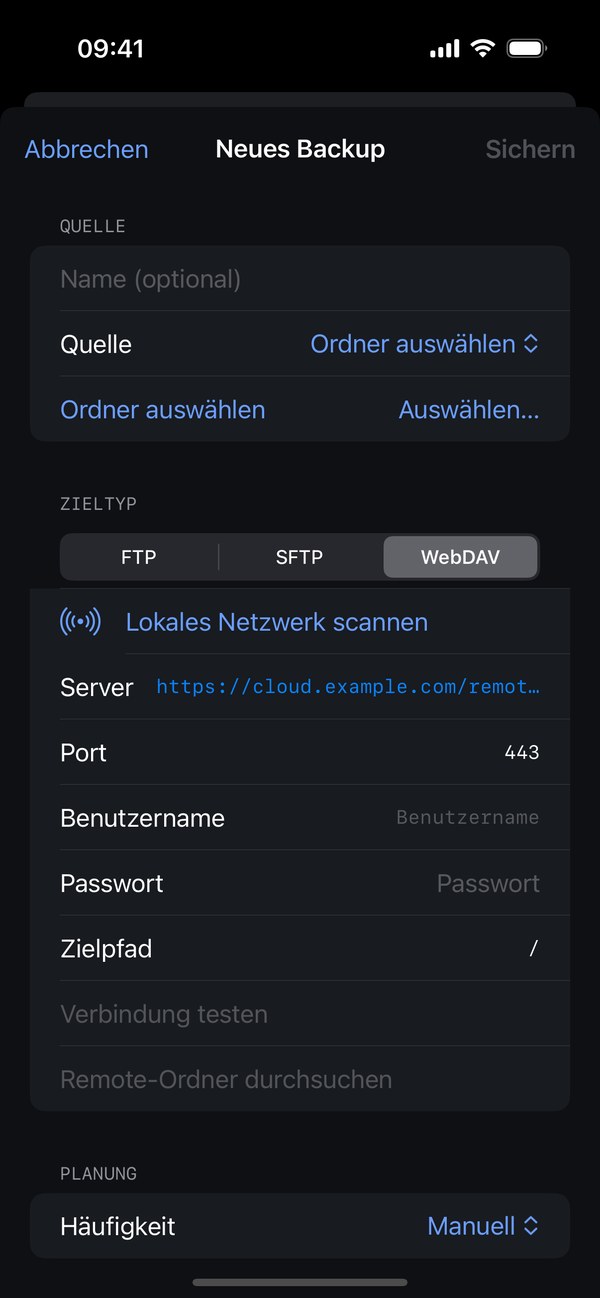 09:41
Abbrechen Neues Backup Sichern
QUELLE
Name (optional)
Quelle Ordner auswählen
Ordner auswählen Auswählen...
ZIELTYP
FTP SFTP WebDAV
Lokales Netzwerk scannen
Server https://cloud.example.com/remot…
Port 443
Benutzername Benutzername
Passwort Passwort
Zielpfad /
Verbindung testen
Remote-Ordner durchsuchen
PLANUNG
Häufigkeit Manuell